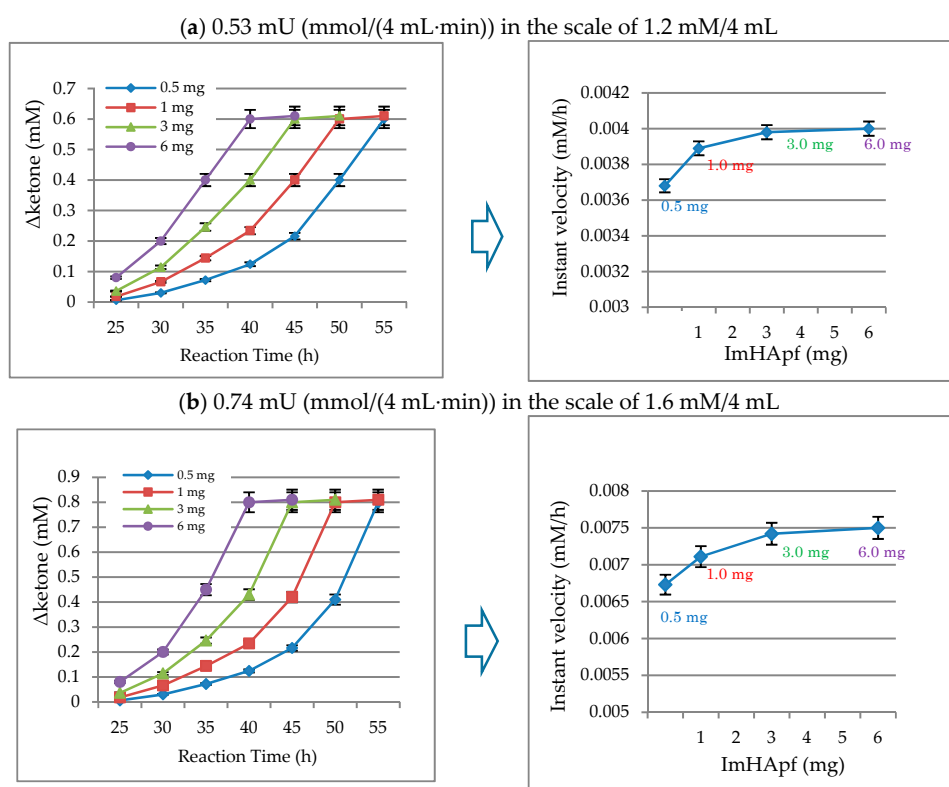 (a) 0.53 mU (mmol/(4 mL·min)) in the scale of 1.2 mM/4 mL
Δketone (mM)
0.7
0.6
0.5
0.4
0.3
0.2
0.1
0
0.5 mg
1 mg
3 mg
6 mg
25 30 35 40 45 50 55
Reaction Time (h)
Instant velocity (mM/h)
0.0042
0.004
0.0038
0.0036
0.0034
0.0032
0.003
0.5 mg
1.0 mg
3.0 mg
6.0 mg
1 2 3 4 5 6
ImHApf (mg)
(b) 0.74 mU (mmol/(4 mL·min)) in the scale of 1.6 mM/4 mL
Δketone (mM)
0.9
0.8
0.7
0.6
0.5
0.4
0.3
0.2
0.1
0
0.5 mg
1 mg
3 mg
6 mg
25 30 35 40 45 50 55
Reaction Time (h)
Instant velocity (mM/h)
0.008
0.0075
0.007
0.0065
0.006
0.0055
0.005
0.5 mg
1.0 mg
3.0 mg
6.0 mg
1 2 3 4 5 6
ImHApf (mg)